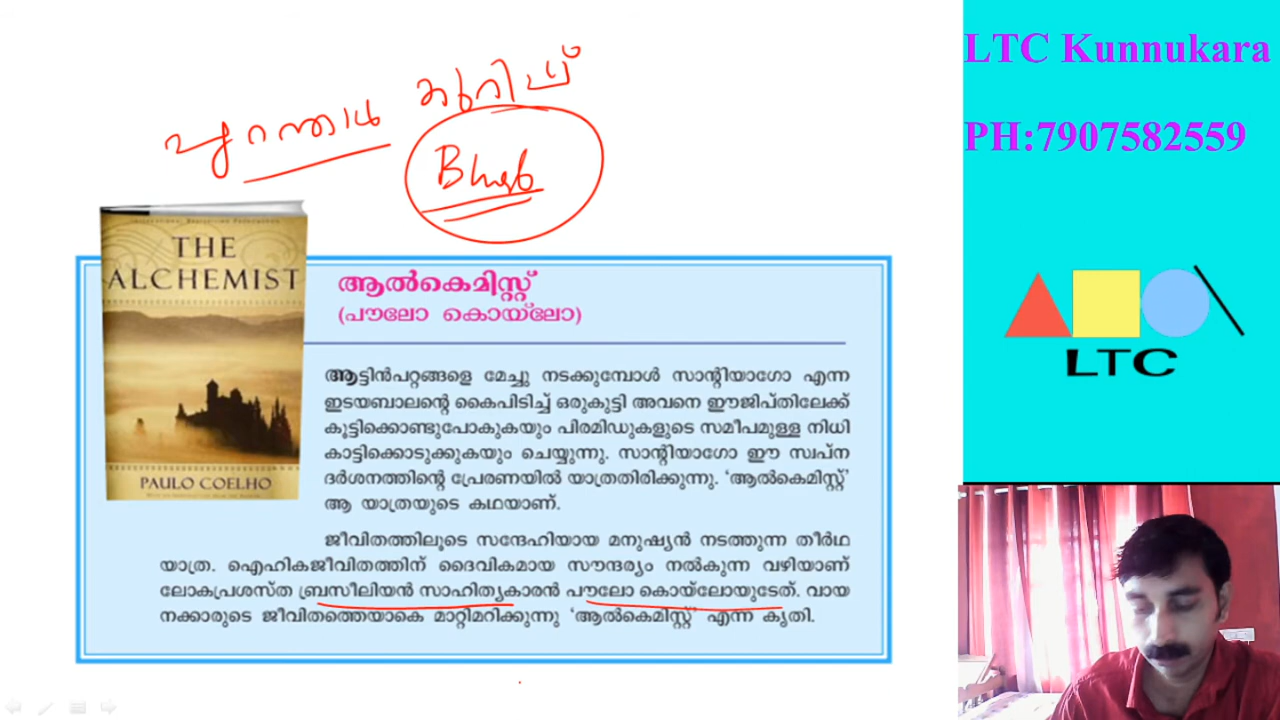 പുറന്താൾ കുറിപ്പ്
Blurb
LTC Kunnukara
PH:7907582559
LTC
THE
ALCHEMIST
PAULO COELHO
ആൽകെമിസ്റ്റ്
(പൗലോ കൊയ്ലോ)
ആട്ടിൻപറ്റങ്ങളെ മേച്ചു നടക്കുമ്പോൾ സാന്റിയാഗോ എന്ന
ഇടയബാലന്റെ കൈപിടിച്ച് ഒരുകുട്ടി അവനെ ഈജിപ്തിലേക്ക്
കൂട്ടിക്കൊണ്ടുപോകുകയും പിരമിഡുകളുടെ സമീപമുള്ള നിധി
കാട്ടിക്കൊടുക്കുകയും ചെയ്യുന്നു. സാന്റിയാഗോ ഈ സ്വപ്ന
ദർശനത്തിന്റെ പ്രേരണയിൽ യാത്രതിരിക്കുന്നു. ‘ആൽകെമിസ്റ്റ്’
ആ യാത്രയുടെ കഥയാണ്.
ജീവിതത്തിലൂടെ സന്ദേഹിയായ മനുഷ്യൻ നടത്തുന്ന തീർഥ
യാത്ര. ഐഹികജീവിതത്തിന് ദൈവികമായ സൗന്ദര്യം നൽകുന്ന വഴിയാണ്
ലോകപ്രശസ്ത ബ്രസീലിയൻ സാഹിത്യകാരൻ പൗലോ കൊയ്ലോയുടേത്. വായ
നക്കാരുടെ ജീവിതത്തെയാകെ മാറ്റിമറിക്കുന്നു ‘ആൽകെമിസ്റ്റ്’ എന്ന കൃതി.